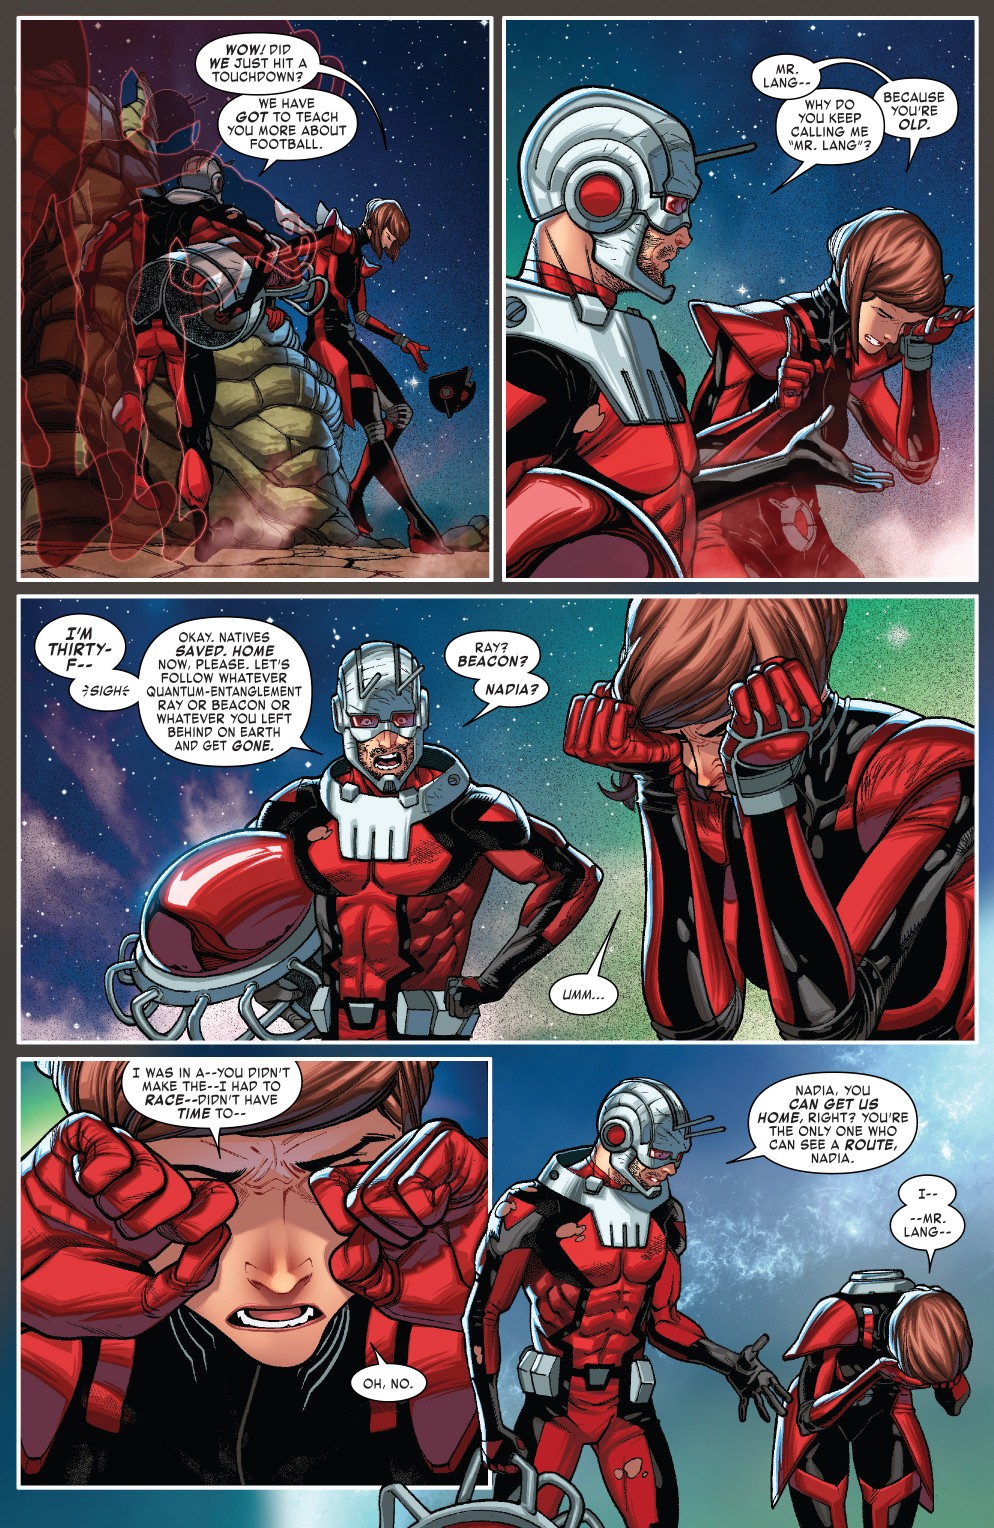 WOW! DID
WE JUST HIT A
TOUCHDOWN?
WE HAVE
GOT TO TEACH
YOU MORE ABOUT
FOOTBALL.
MR.
LANG--
WHY DO
YOU KEEP
CALLING ME
"MR. LANG"?
BECAUSE
YOU'RE
OLD.
I'M
THIRTY-
F--
SIGH
OKAY. NATIVES
SAVED. HOME
NOW, PLEASE. LET'S
FOLLOW WHATEVER
QUANTUM-ENTANGLEMENT
RAY OR BEACON OR
WHATEVER YOU LEFT
BEHIND ON EARTH
AND GET GONE.
RAY?
BEACON?
NADIA?
UMM...
I WAS IN A--YOU DIDN'T
MAKE THE--I HAD TO
RACE--DIDN'T HAVE
TIME TO--
OH, NO.
NADIA, YOU
CAN GET US
HOME, RIGHT? YOU'RE
THE ONLY ONE WHO
CAN SEE A ROUTE,
NADIA.
I--
--MR.
LANG--